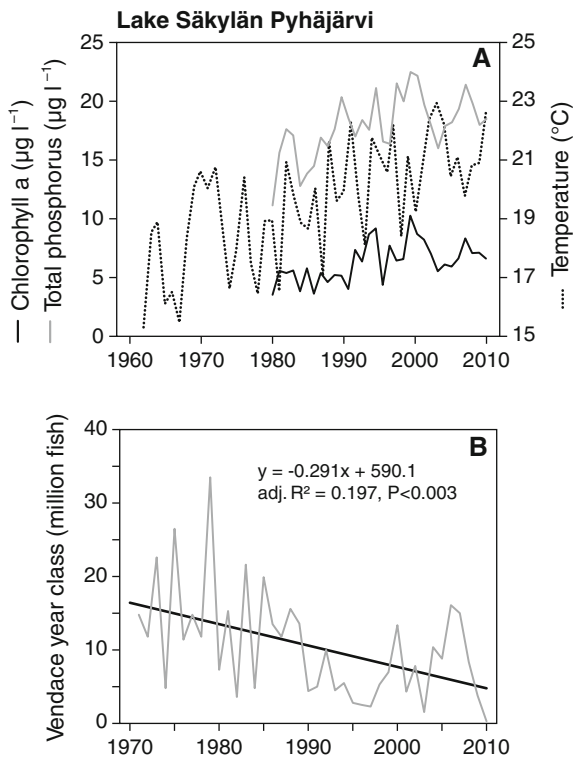 Lake Säkylän Pyhäjärvi
A
Chlorophyll a (µg l⁻¹)
Total phosphorus (µg l⁻¹)
25
20
15
10
5
0
25
23
21
19
17
15
Temperature (°C)
1960 1970 1980 1990 2000 2010
B
Vendace year class (million fish)
40
30
20
10
0
y = -0.291x + 590.1
adj. R² = 0.197, P<0.003
1970 1980 1990 2000 2010